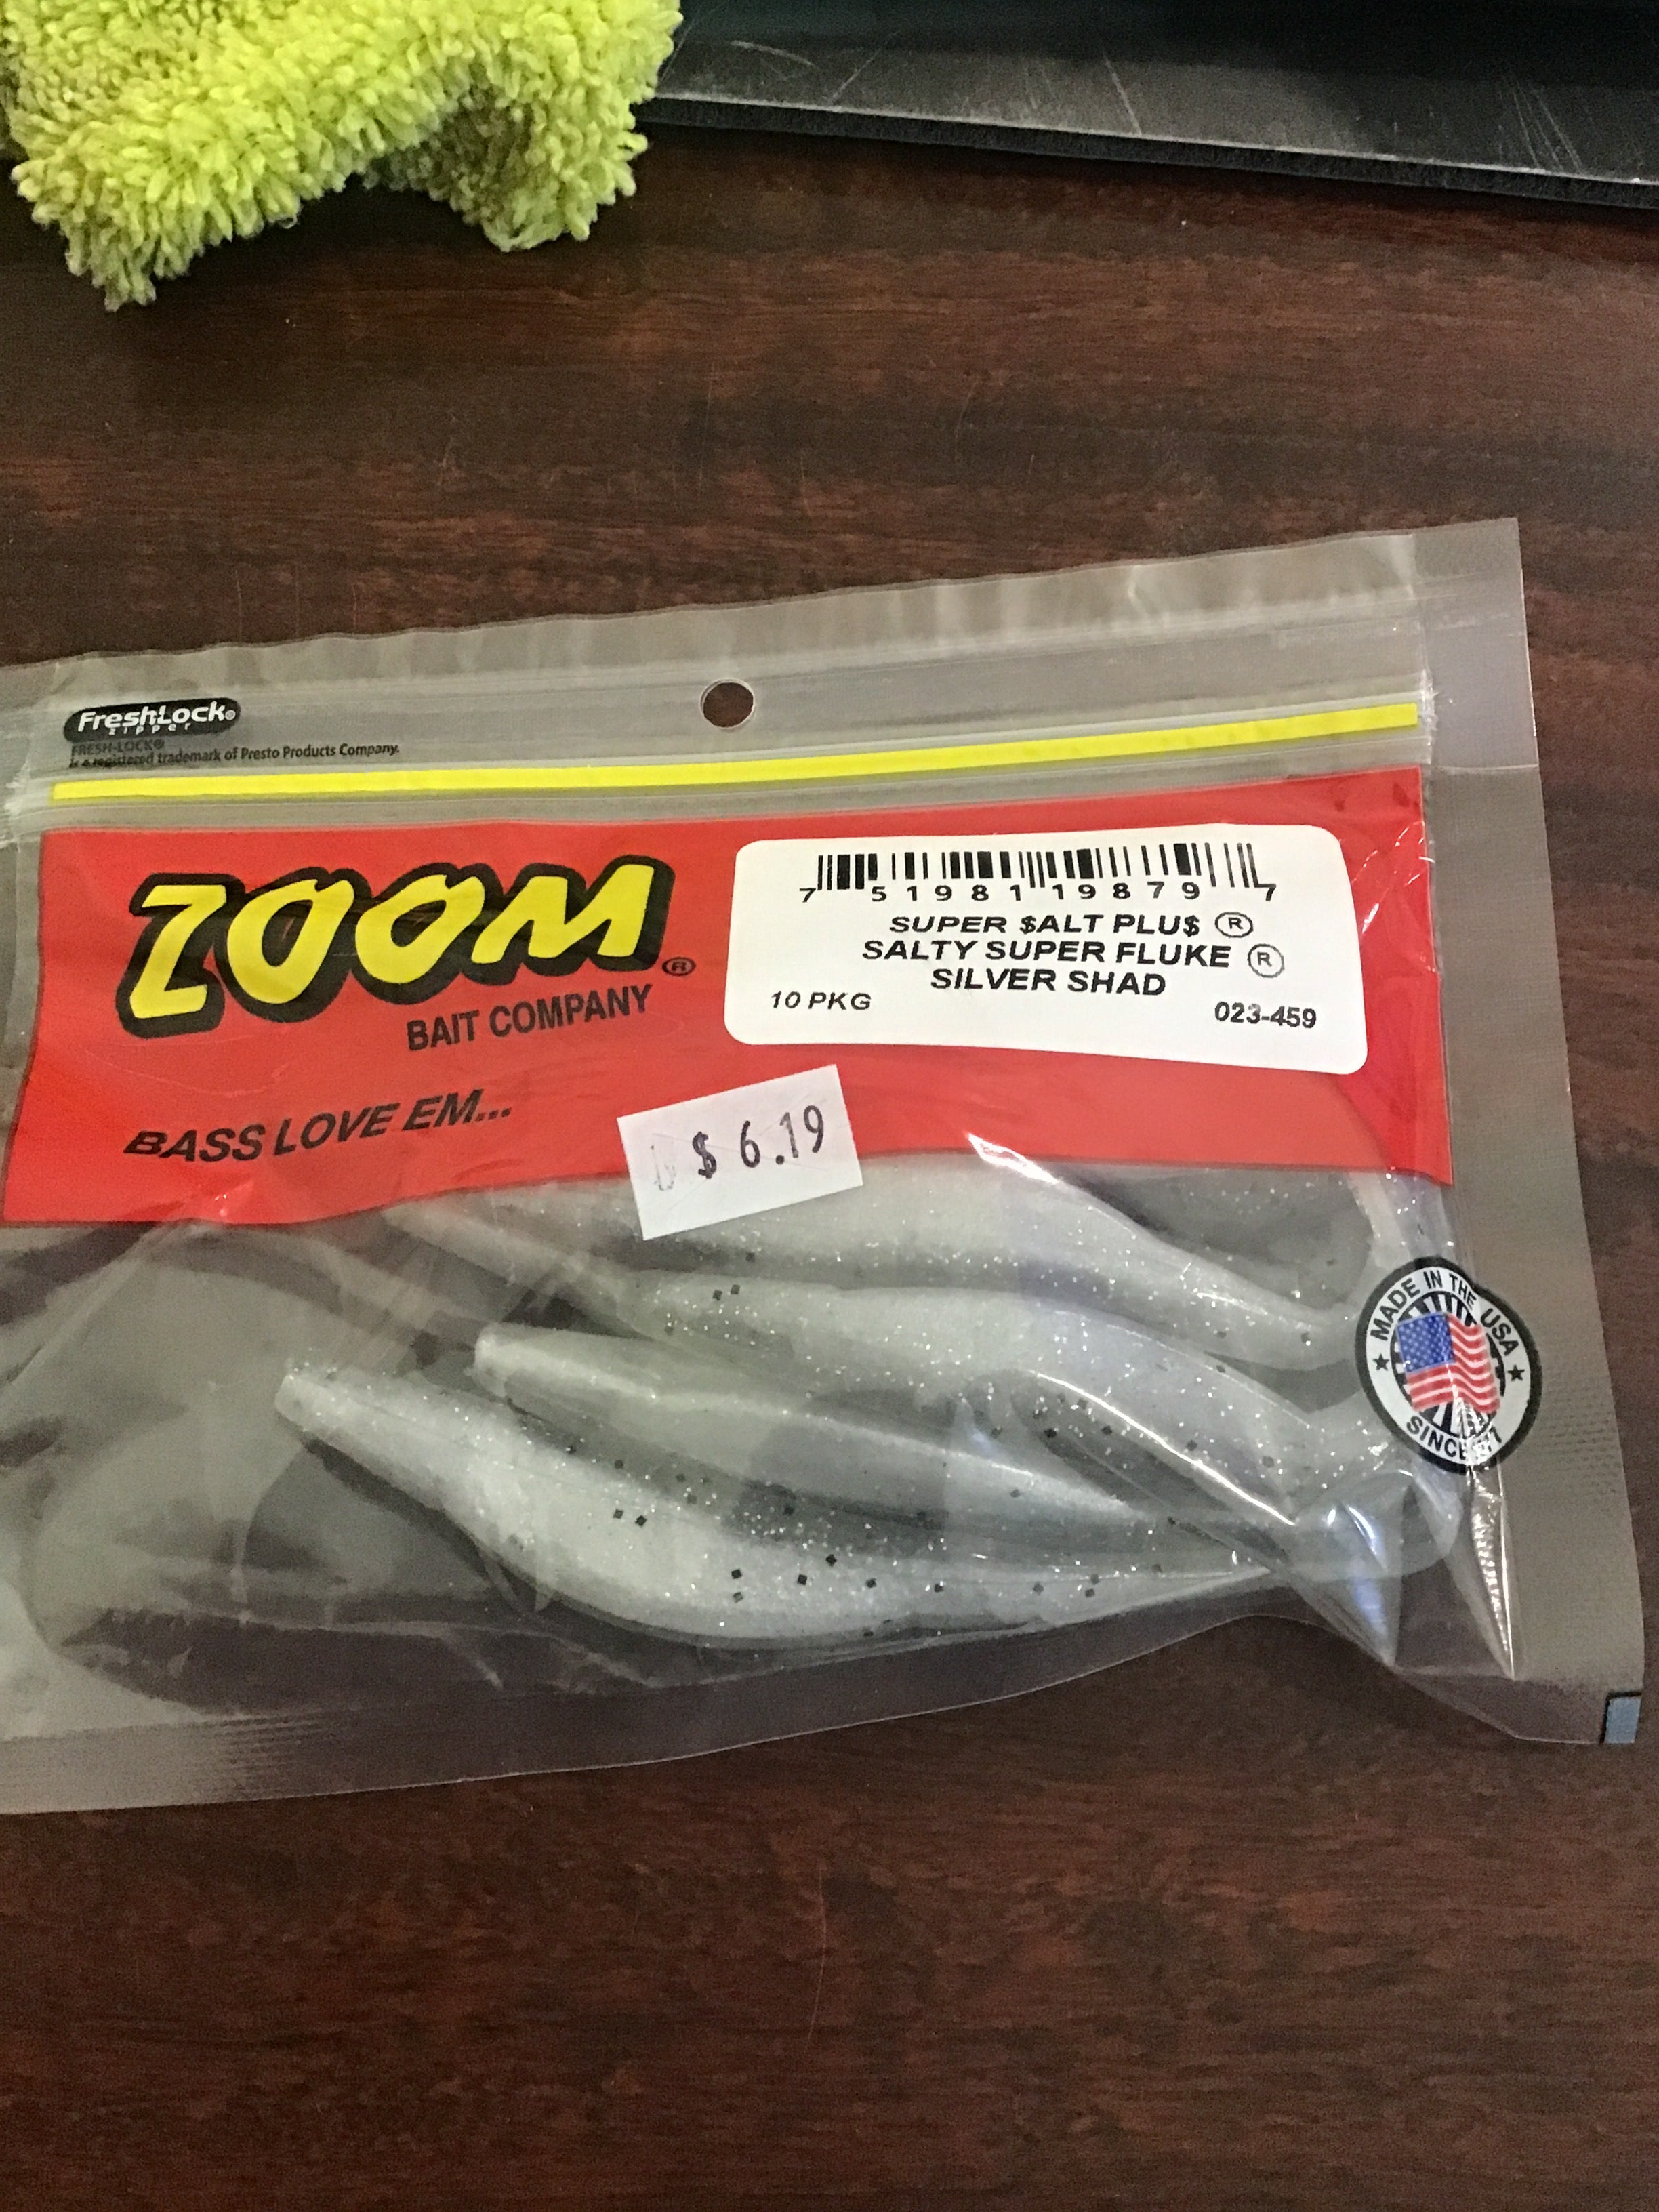 FreshLock®
zipper
FRESH-LOCK®
is a registered trademark of Presto Products Company.
ZOOM®
BAIT COMPANY
BASS LOVE EM...
7 51981 19879 7
SUPER $ALT PLU$ ®
SALTY SUPER FLUKE ®
SILVER SHAD
10 PKG
023-459
$ 6.19
MADE IN THE USA
SINCE